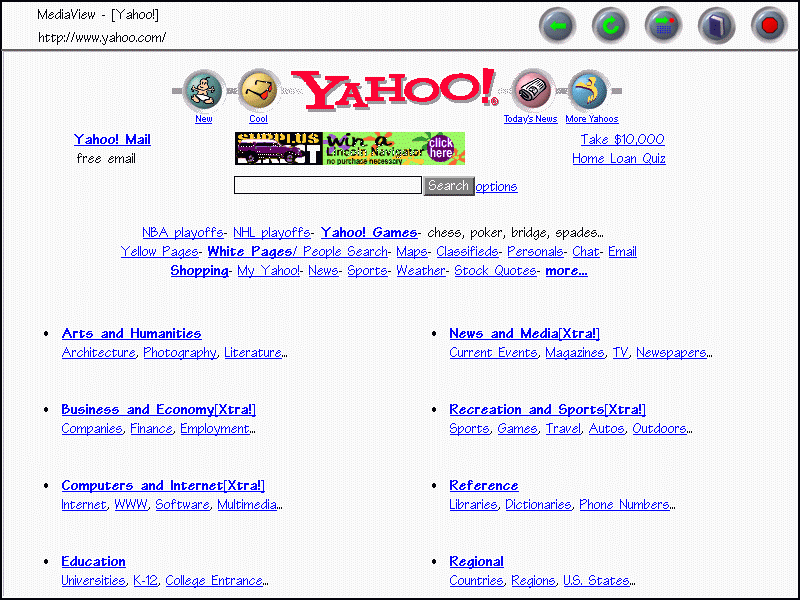 MediaView - [Yahoo!]
http://www.yahoo.com/
YAHOO!
New Cool Today's News More Yahoos
Yahoo! Mail
free email
SURPLUS
win a
Lincoln Navigator
no purchase necessary
click here
Take $10,000
Home Loan Quiz
Search options
NBA playoffs- NHL playoffs- Yahoo! Games- chess, poker, bridge, spades...
Yellow Pages- White Pages/ People Search- Maps- Classifieds- Personals- Chat- Email
Shopping- My Yahoo!- News- Sports- Weather- Stock Quotes- more...
Arts and Humanities
Architecture, Photography, Literature...
News and Media[Xtra!]
Current Events, Magazines, TV, Newspapers...
Business and Economy[Xtra!]
Companies, Finance, Employment...
Recreation and Sports[Xtra!]
Sports, Games, Travel, Autos, Outdoors...
Computers and Internet[Xtra!]
Internet, WWW, Software, Multimedia...
Reference
Libraries, Dictionaries, Phone Numbers...
Education
Universities, K-12, College Entrance...
Regional
Countries, Regions, U.S. States...